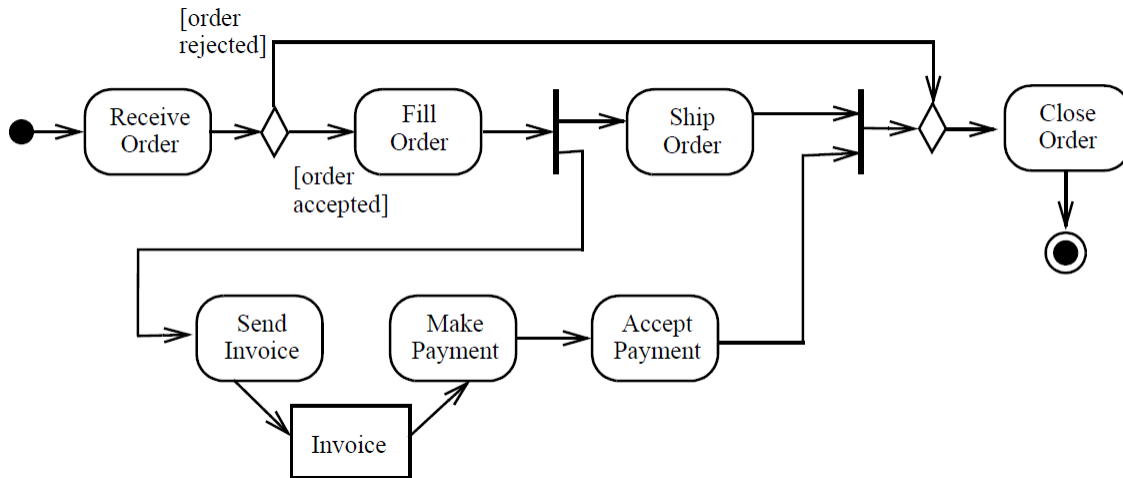 [order
rejected]
Receive
Order
Fill
Order
Ship
Order
Close
Order
[order
accepted]
Send
Invoice
Make
Payment
Accept
Payment
Invoice